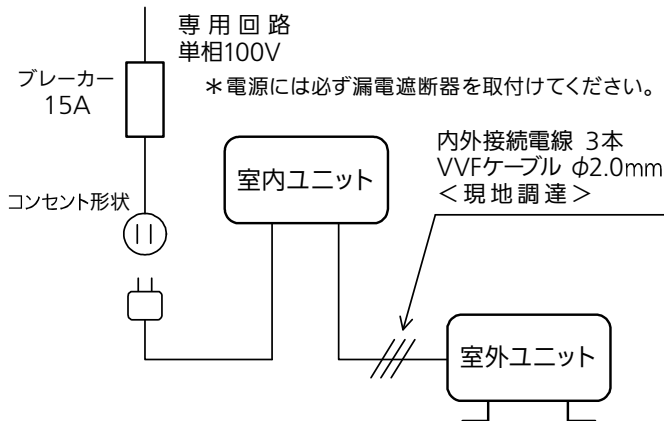 専用回路
単相100V
＊電源には必ず漏電遮断器を取付けてください。
ブレーカー
15A
内外接続電線 3本
VVFケーブル φ2.0mm
＜現地調達＞
室内ユニット
コンセント形状
室外ユニット